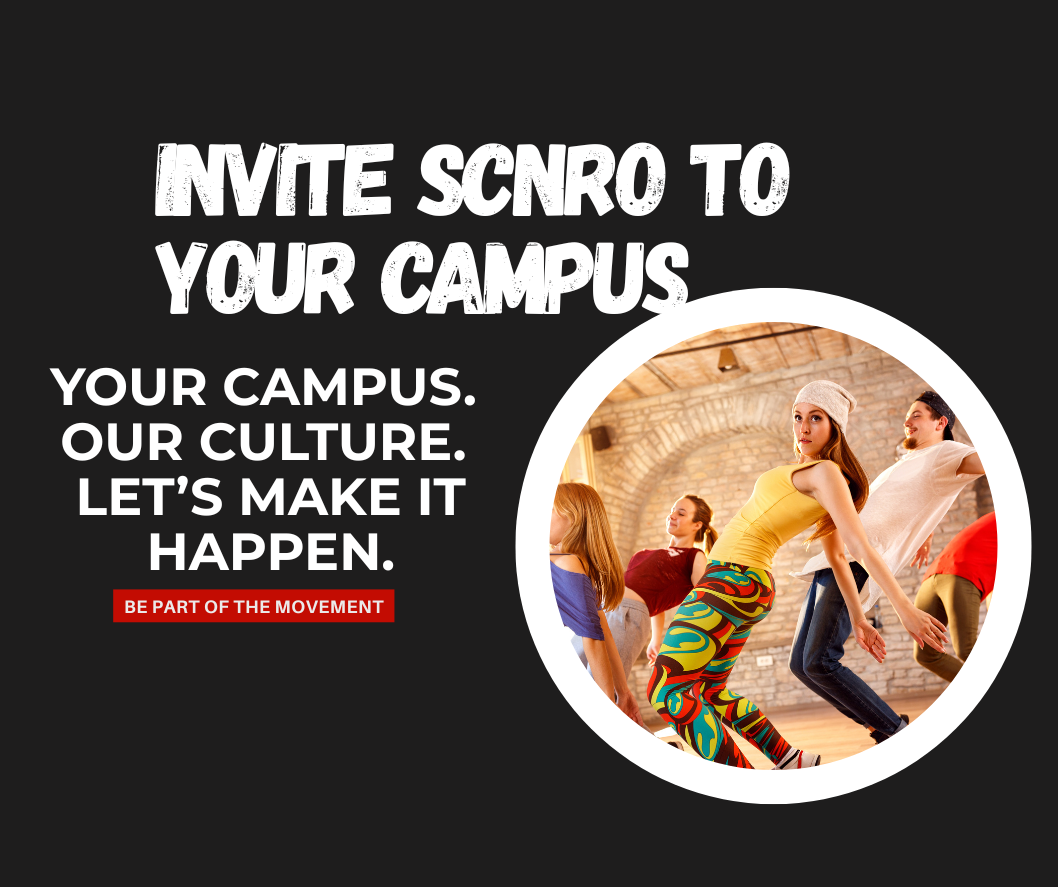 INVITE SCNRO TO
YOUR CAMPUS
YOUR CAMPUS.
OUR CULTURE.
LET’S MAKE IT
HAPPEN.
BE PART OF THE MOVEMENT